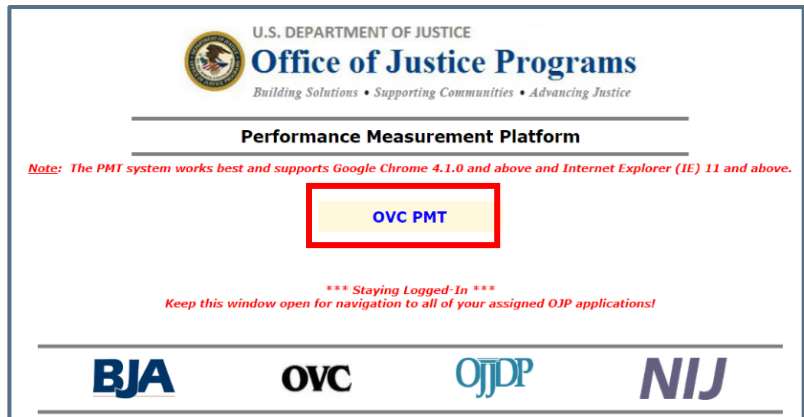 U.S. DEPARTMENT OF JUSTICE
Office of Justice Programs
Building Solutions • Supporting Communities • Advancing Justice
Performance Measurement Platform
Note: The PMT system works best and supports Google Chrome 4.1.0 and above and Internet Explorer (IE) 11 and above.
OVC PMT
*** Staying Logged-In ***
Keep this window open for navigation to all of your assigned OJP applications!
BJA OVC OJJDP NIJ